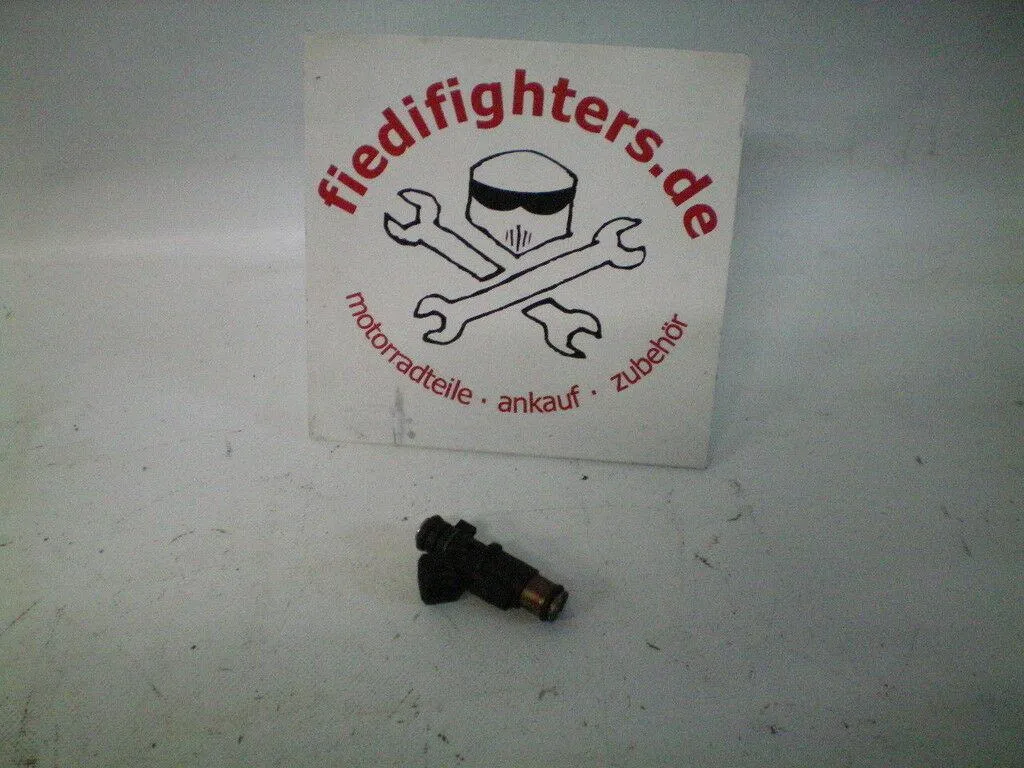 fiedifighters.de
motorradteile · ankauf · zubehör